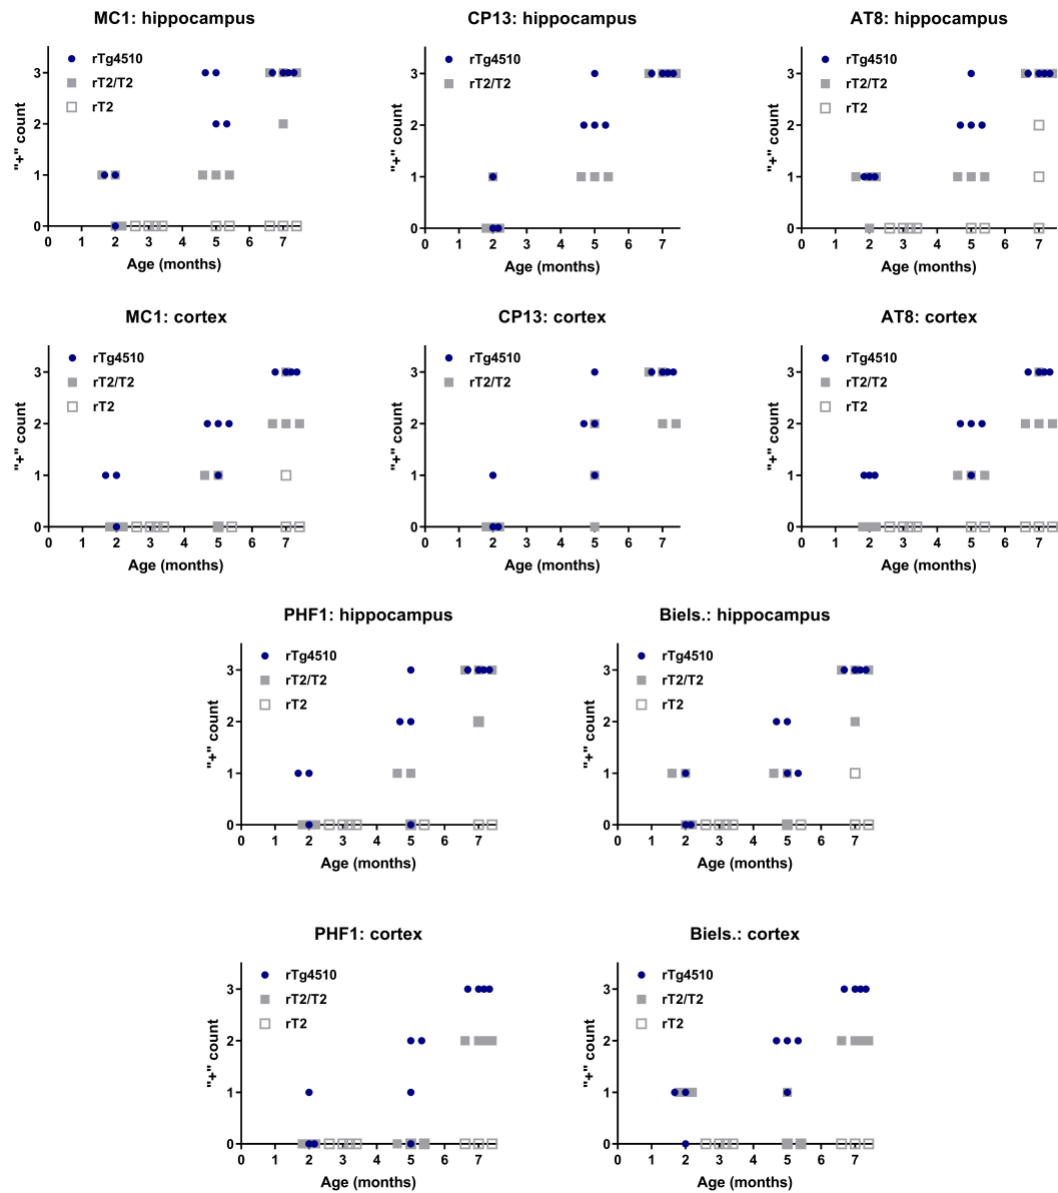 MC1: hippocampus
rTg4510
rT2/T2
rT2
"+" count
3
2
1
0
0 1 2 3 4 5 6 7
Age (months)
CP13: hippocampus
rTg4510
rT2/T2
"+" count
3
2
1
0
0 1 2 3 4 5 6 7
Age (months)
AT8: hippocampus
rTg4510
rT2/T2
rT2
"+" count
3
2
1
0
0 1 2 3 4 5 6 7
Age (months)
MC1: cortex
rTg4510
rT2/T2
rT2
"+" count
3
2
1
0
0 1 2 3 4 5 6 7
Age (months)
CP13: cortex
rTg4510
rT2/T2
"+" count
3
2
1
0
0 1 2 3 4 5 6 7
Age (months)
AT8: cortex
rTg4510
rT2/T2
rT2
"+" count
3
2
1
0
0 1 2 3 4 5 6 7
Age (months)
PHF1: hippocampus
rTg4510
rT2/T2
rT2
"+" count
3
2
1
0
0 1 2 3 4 5 6 7
Age (months)
Biels.: hippocampus
rTg4510
rT2/T2
rT2
"+" count
3
2
1
0
0 1 2 3 4 5 6 7
Age (months)
PHF1: cortex
rTg4510
rT2/T2
rT2
"+" count
3
2
1
0
0 1 2 3 4 5 6 7
Age (months)
Biels.: cortex
rTg4510
rT2/T2
rT2
"+" count
3
2
1
0
0 1 2 3 4 5 6 7
Age (months)